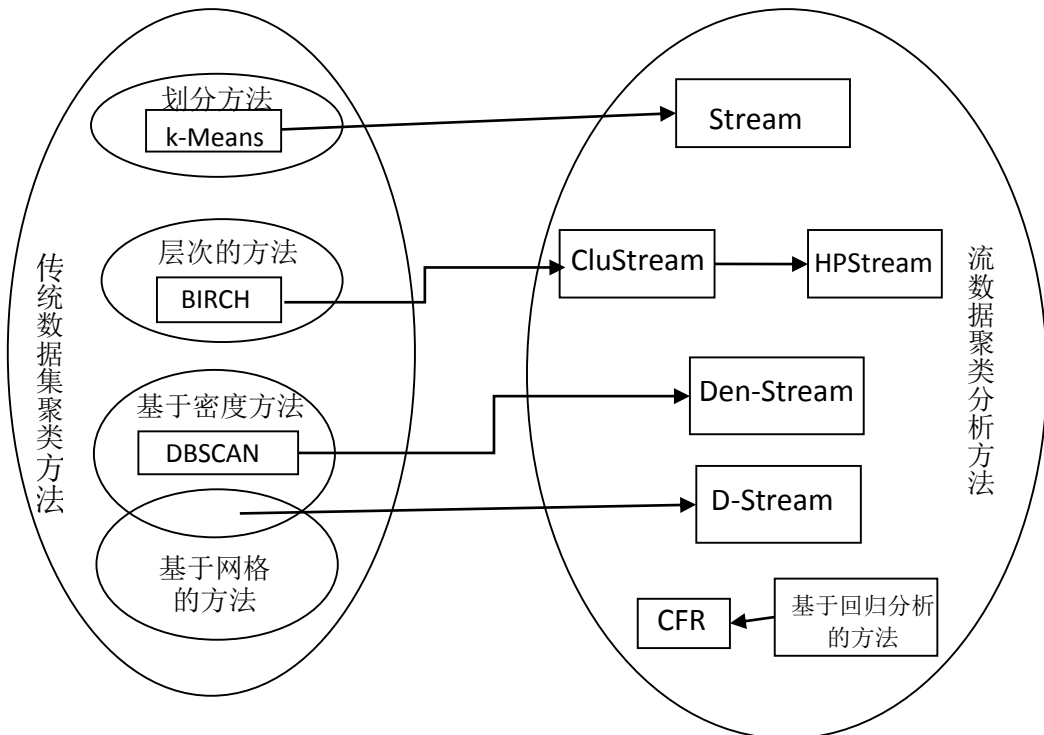 传统数据集聚类方法
划分方法
k-Means
层次的方法
BIRCH
基于密度方法
DBSCAN
基于网格
的方法
Stream
CluStream
HPStream
Den-Stream
D-Stream
CFR
基于回归分析
的方法
流数据聚类分析方法